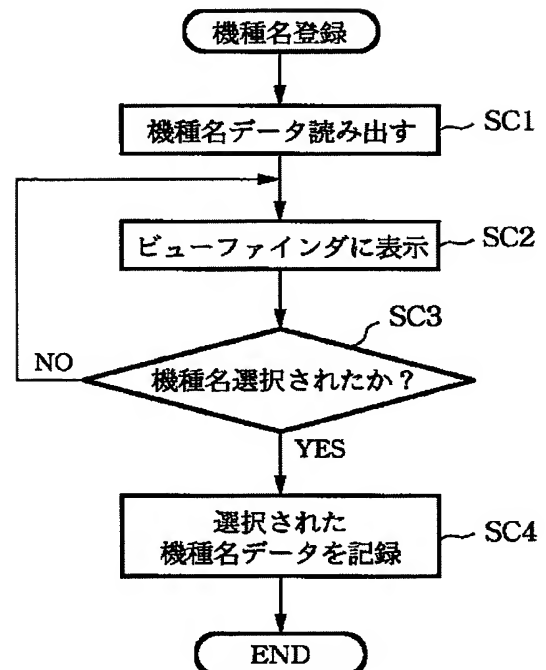 機種名登録
機種名データ読み出す
SC1
ビューファインダに表示
SC2
SC3
機種名選択されたか？
NO
YES
選択された
機種名データを記録
SC4
END